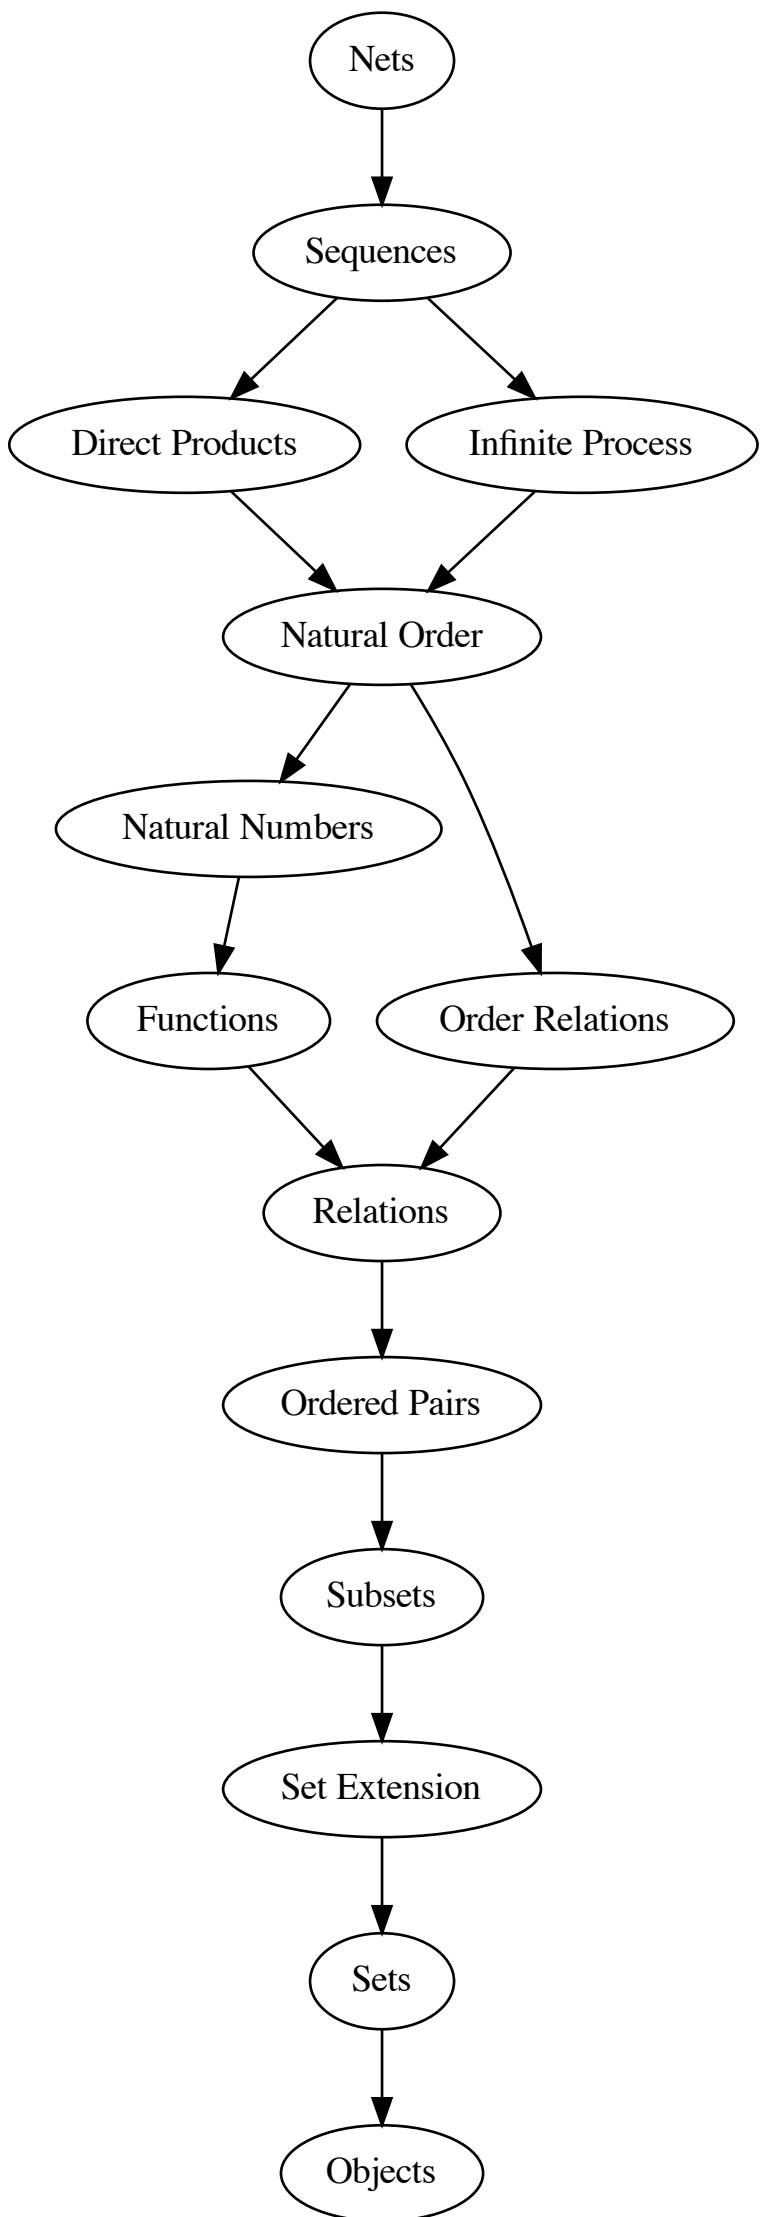 Nets
Sequences
Direct Products
Infinite Process
Natural Order
Natural Numbers
Functions
Order Relations
Relations
Ordered Pairs
Subsets
Set Extension
Sets
Objects